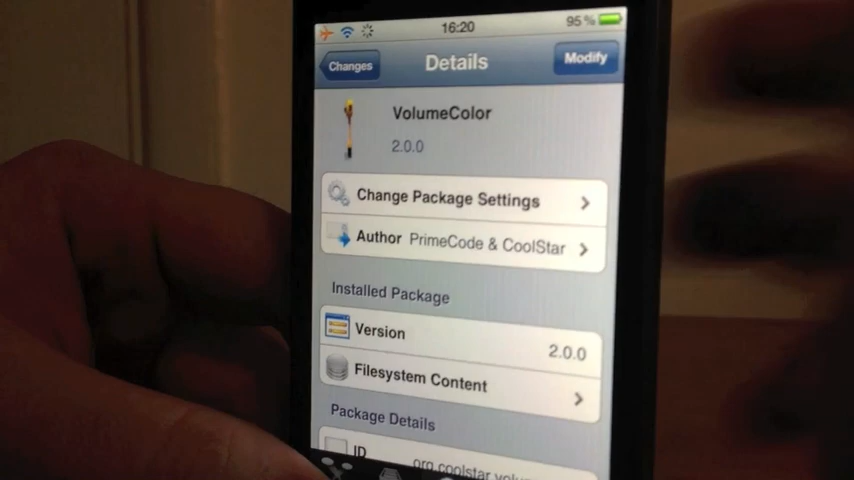 16:20 95 %
Changes Details Modify
VolumeColor
2.0.0
Change Package Settings
Author PrimeCode & CoolStar
Installed Package
Version 2.0.0
Filesystem Content
Package Details
ID